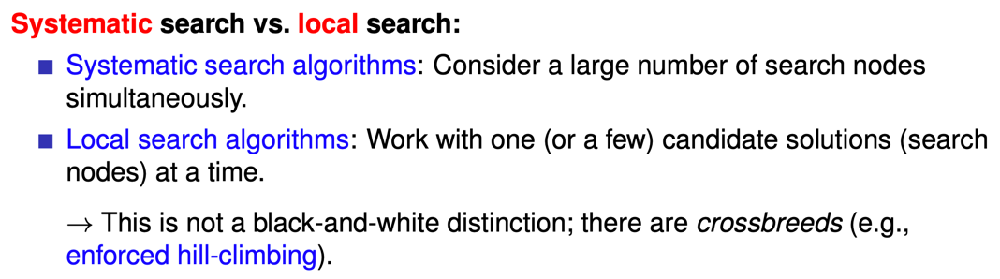 Systematic search vs. local search:
■ Systematic search algorithms: Consider a large number of search nodes
simultaneously.
■ Local search algorithms: Work with one (or a few) candidate solutions (search
nodes) at a time.
→ This is not a black-and-white distinction; there are crossbreeds (e.g.,
enforced hill-climbing).